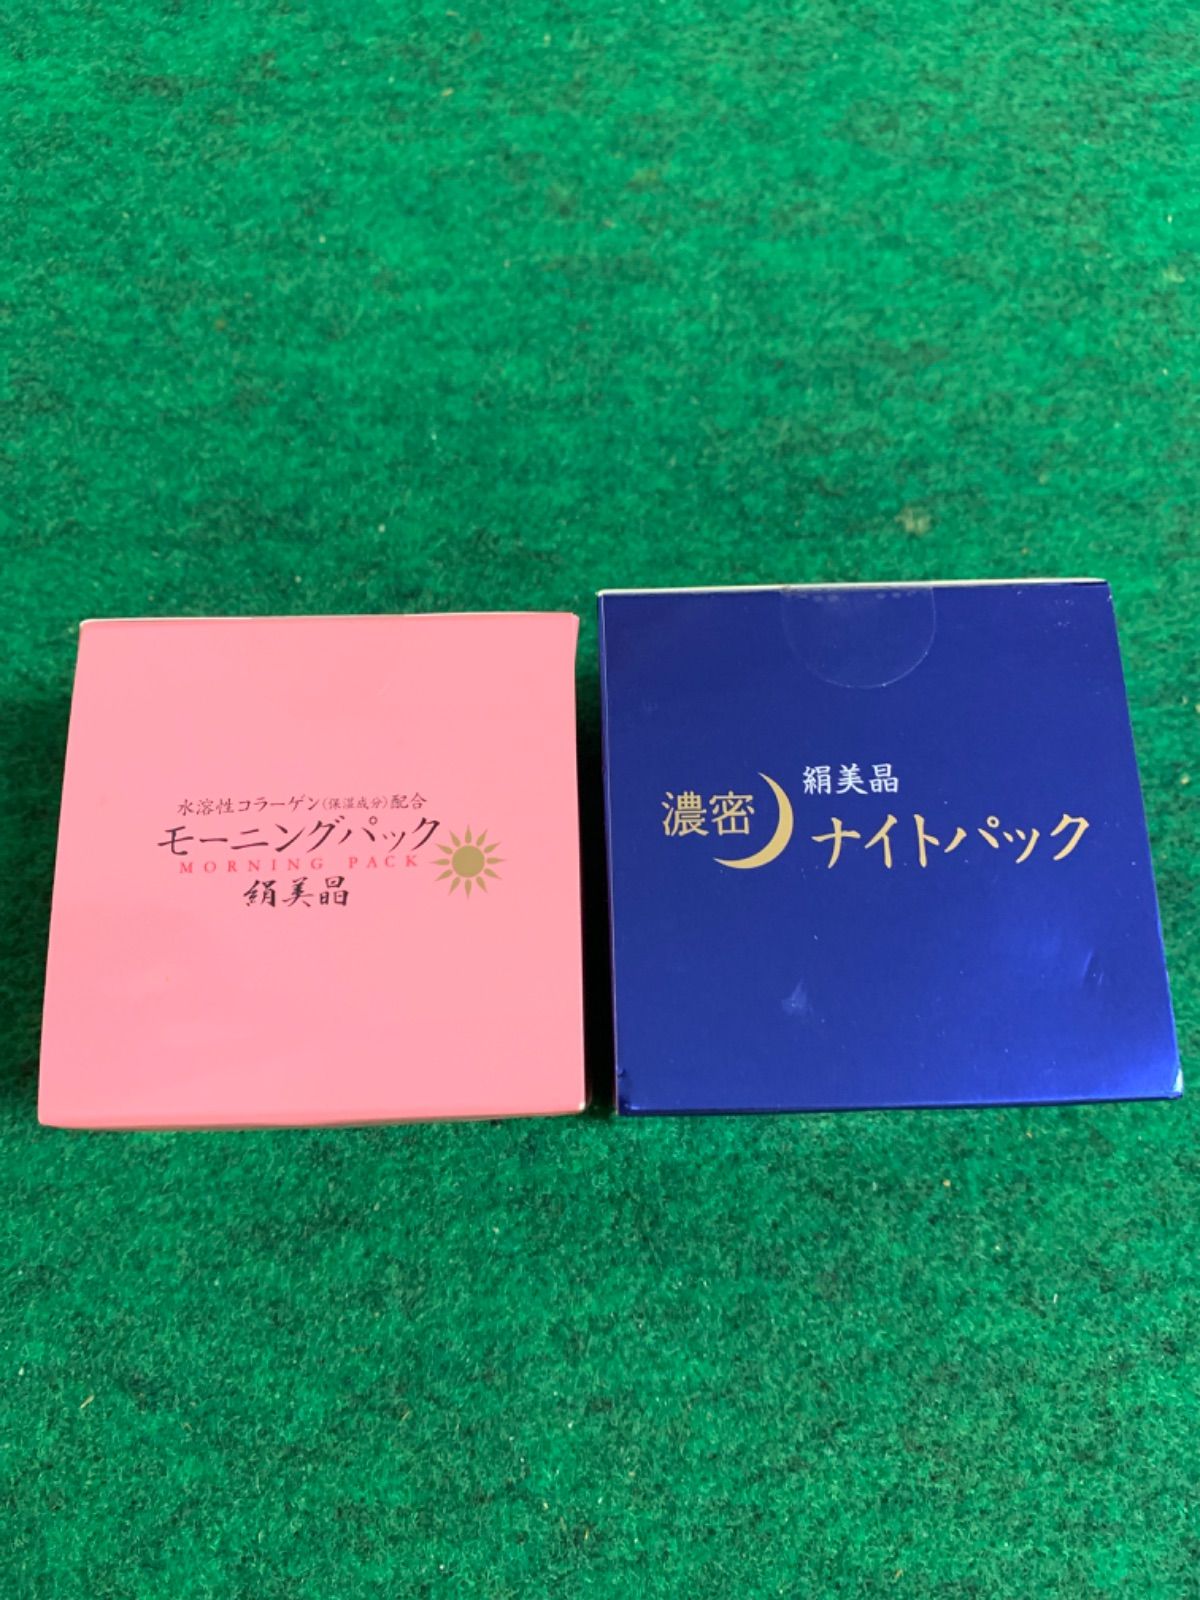 水溶性コラーゲン(保湿成分)配合
モーニングパック
MORNING PACK
絹美晶
濃密
絹美晶
ナイトパック